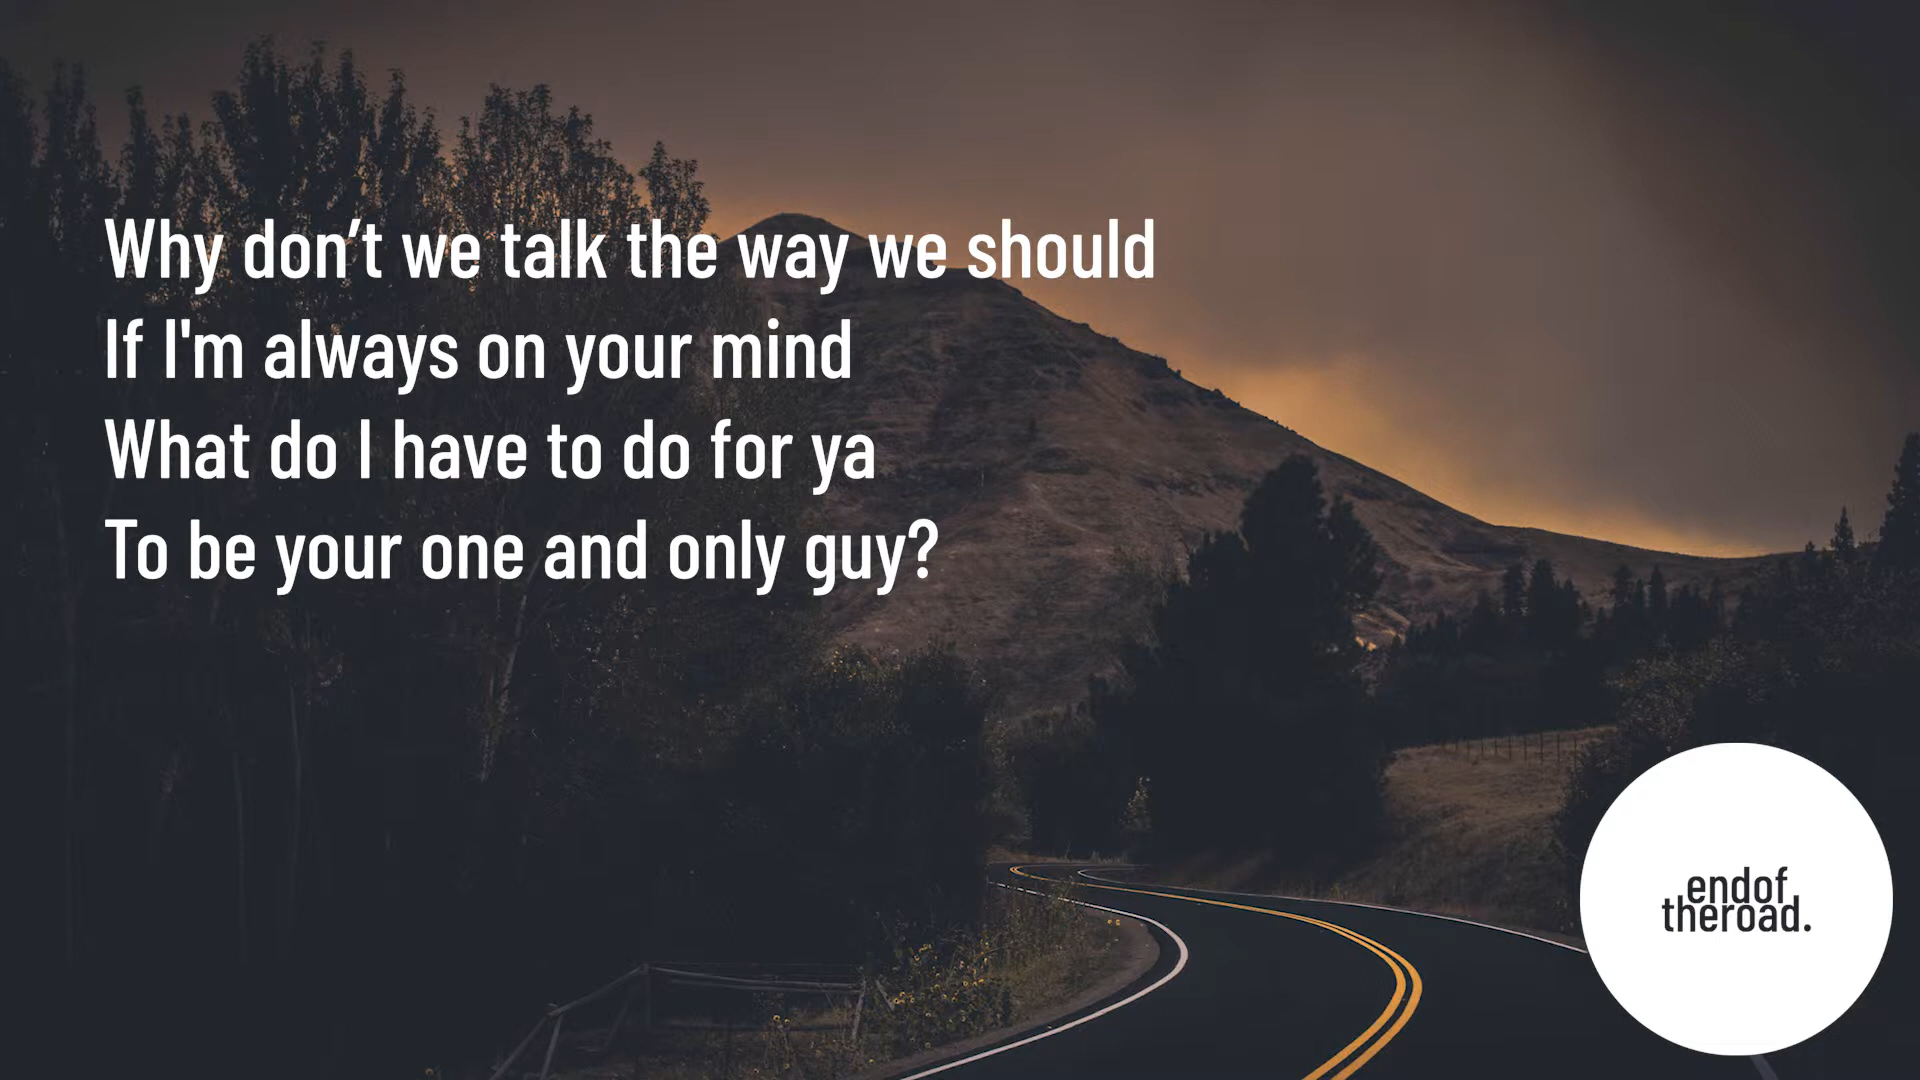 Why don’t we talk the way we should
If I'm always on your mind
What do I have to do for ya
To be your one and only guy?
endof
theroad.